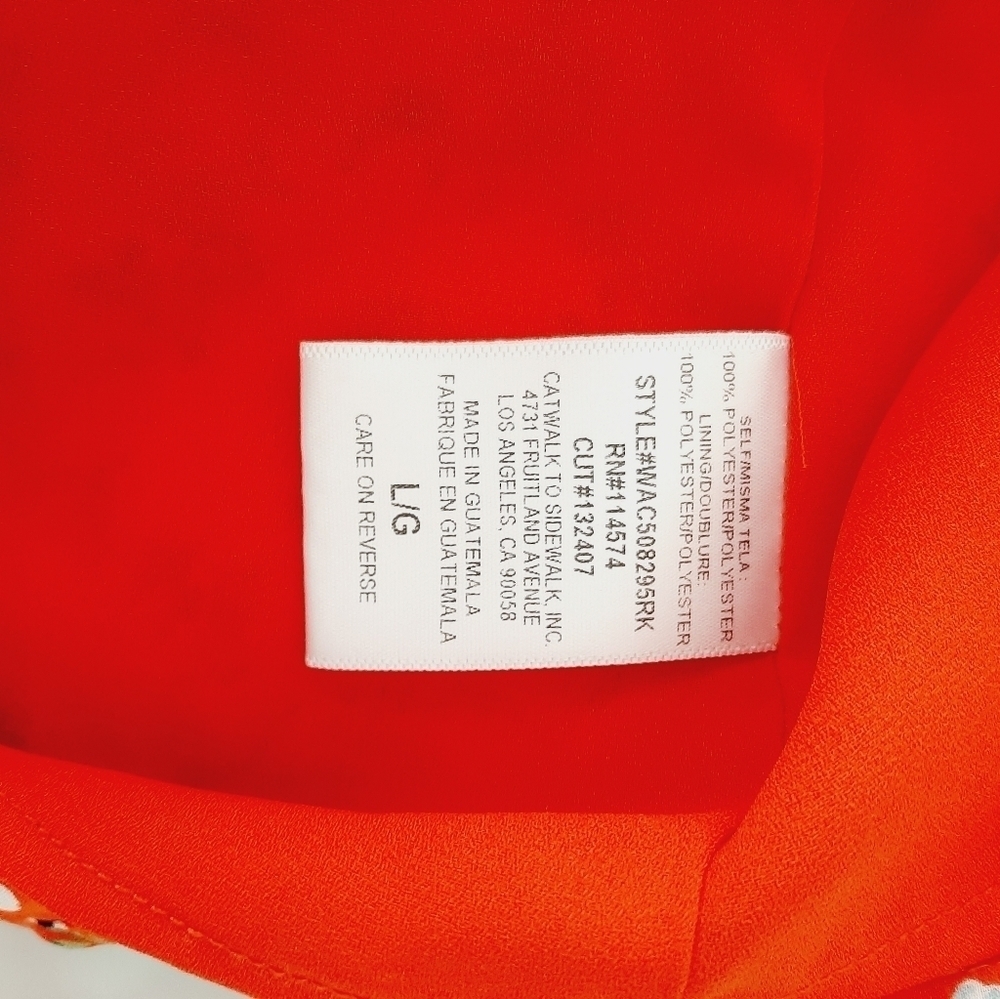 SELF/MISMA TELA :
100% POLYESTER/POLYESTER
LINING/DOUBLURE:
100% POLYESTER/POLYESTER
STYLE#WAC508295RK
RN#114574
CUT#132407
CATWALK TO SIDEWALK, INC.
4731 FRUITLAND AVENUE
LOS ANGELES, CA 90058
MADE IN GUATEMALA
FABRIQUE EN GUATEMALA
L/G
CARE ON REVERSE